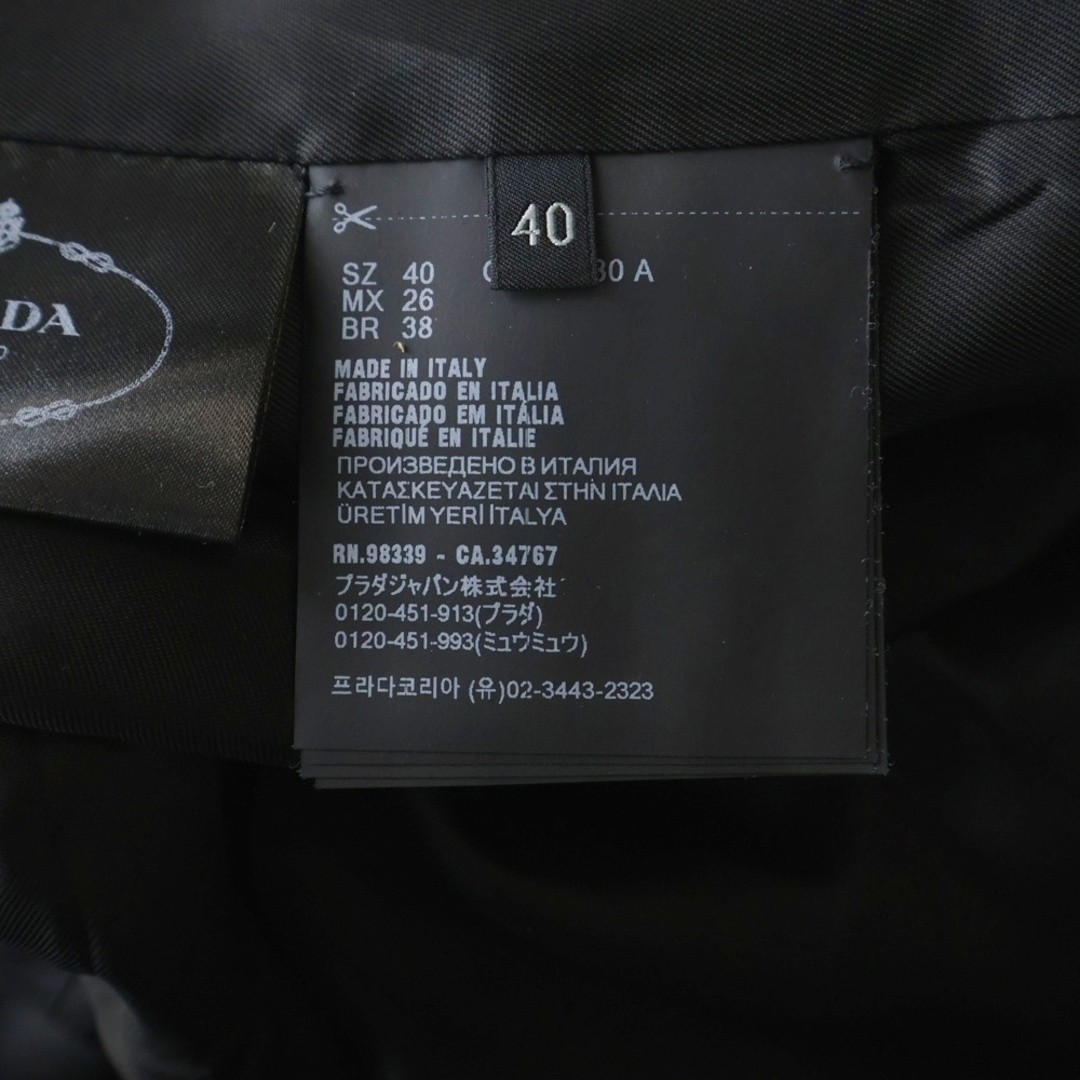 40
SZ 40 30 A
MX 26
BR 38
MADE IN ITALY
FABRICADO EN ITALIA
FABRICADO EM ITÁLIA
FABRIQUÉ EN ITALIE
ПРОИЗВЕДЕНО В ИТАЛИЯ
ΚΑΤΑΣΚΕΥΑΖΕΤΑΙ ΣΤΗΝ ΙΤΑΛΙΑ
ÜRETİM YERİ İTALYA
RN.98339 - CA.34767
プラダジャパン株式会社
0120-451-913(プラダ)
0120-451-993(ミュウミュウ)
프라다코리아 (유)02-3443-2323